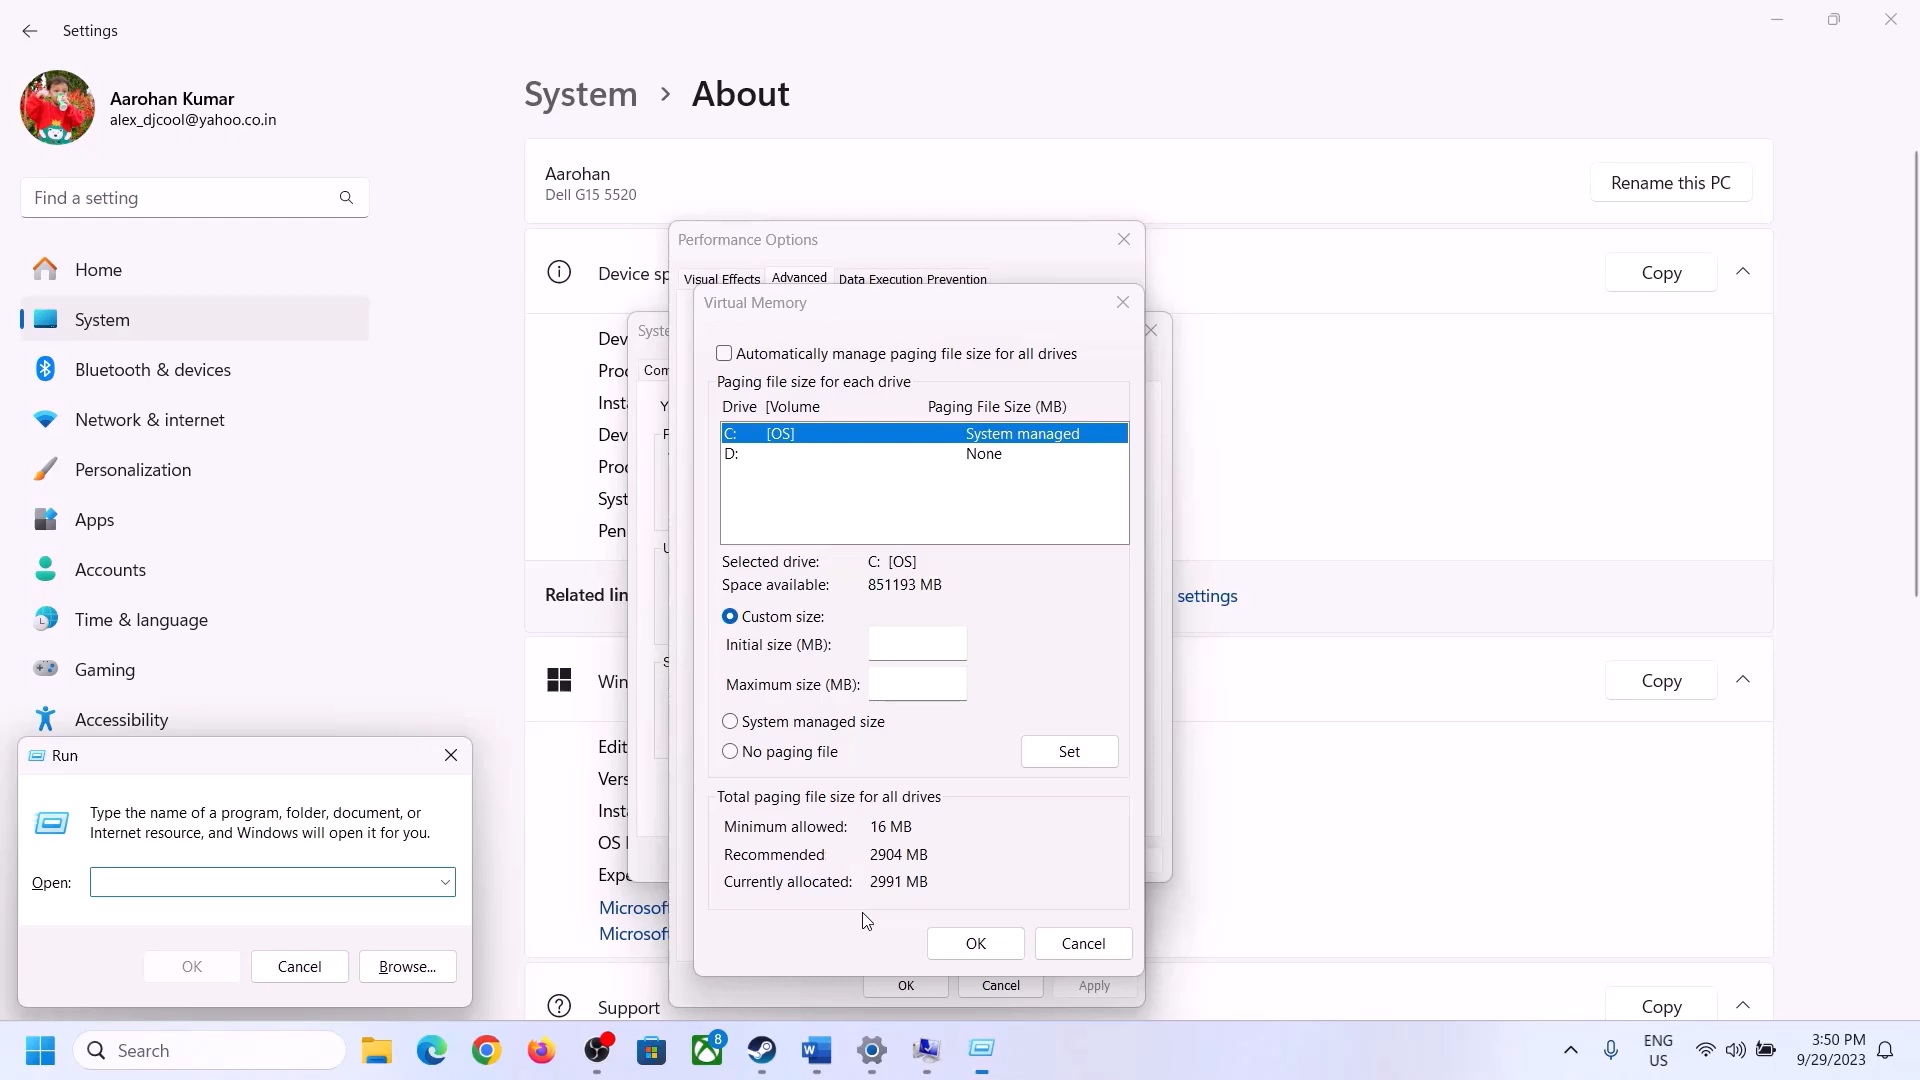 Settings
Aarohan Kumar
alex_djcool@yahoo.co.in
Find a setting
Home
System
Bluetooth & devices
Network & internet
Personalization
Apps
Accounts
Time & language
Gaming
Accessibility
System > About
Aarohan
Dell G15 5520
Rename this PC
Device sp
Copy
Dev
Proc
Insta
Dev
Proc
Syst
Pen
Related lin
settings
Win
Copy
Edit
Vers
Insta
OS
Expe
Microsof
Microsof
Support
Copy
Syste
Com
Performance Options
Visual Effects
Advanced
Data Execution Prevention
OK
Cancel
Apply
Virtual Memory
Automatically manage paging file size for all drives
Paging file size for each drive
Drive [Volume Paging File Size (MB)
C: [OS] System managed
D: None
Selected drive: C: [OS]
Space available: 851193 MB
Custom size:
Initial size (MB):
Maximum size (MB):
System managed size
No paging file
Set
Total paging file size for all drives
Minimum allowed: 16 MB
Recommended 2904 MB
Currently allocated: 2991 MB
OK
Cancel
Run
Type the name of a program, folder, document, or
Internet resource, and Windows will open it for you.
Open:
OK
Cancel
Browse...
Search
8
ENG
US
3:50 PM
9/29/2023